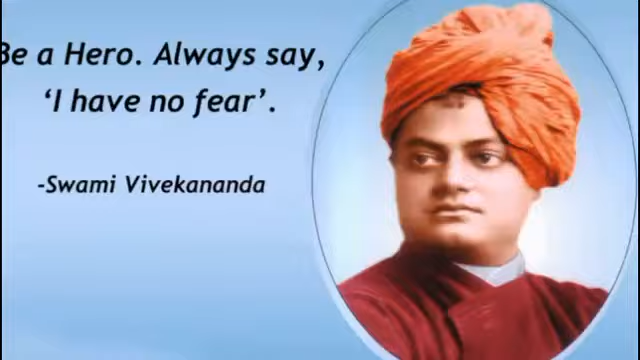 Be a Hero. Always say,
‘I have no fear’.
-Swami Vivekananda